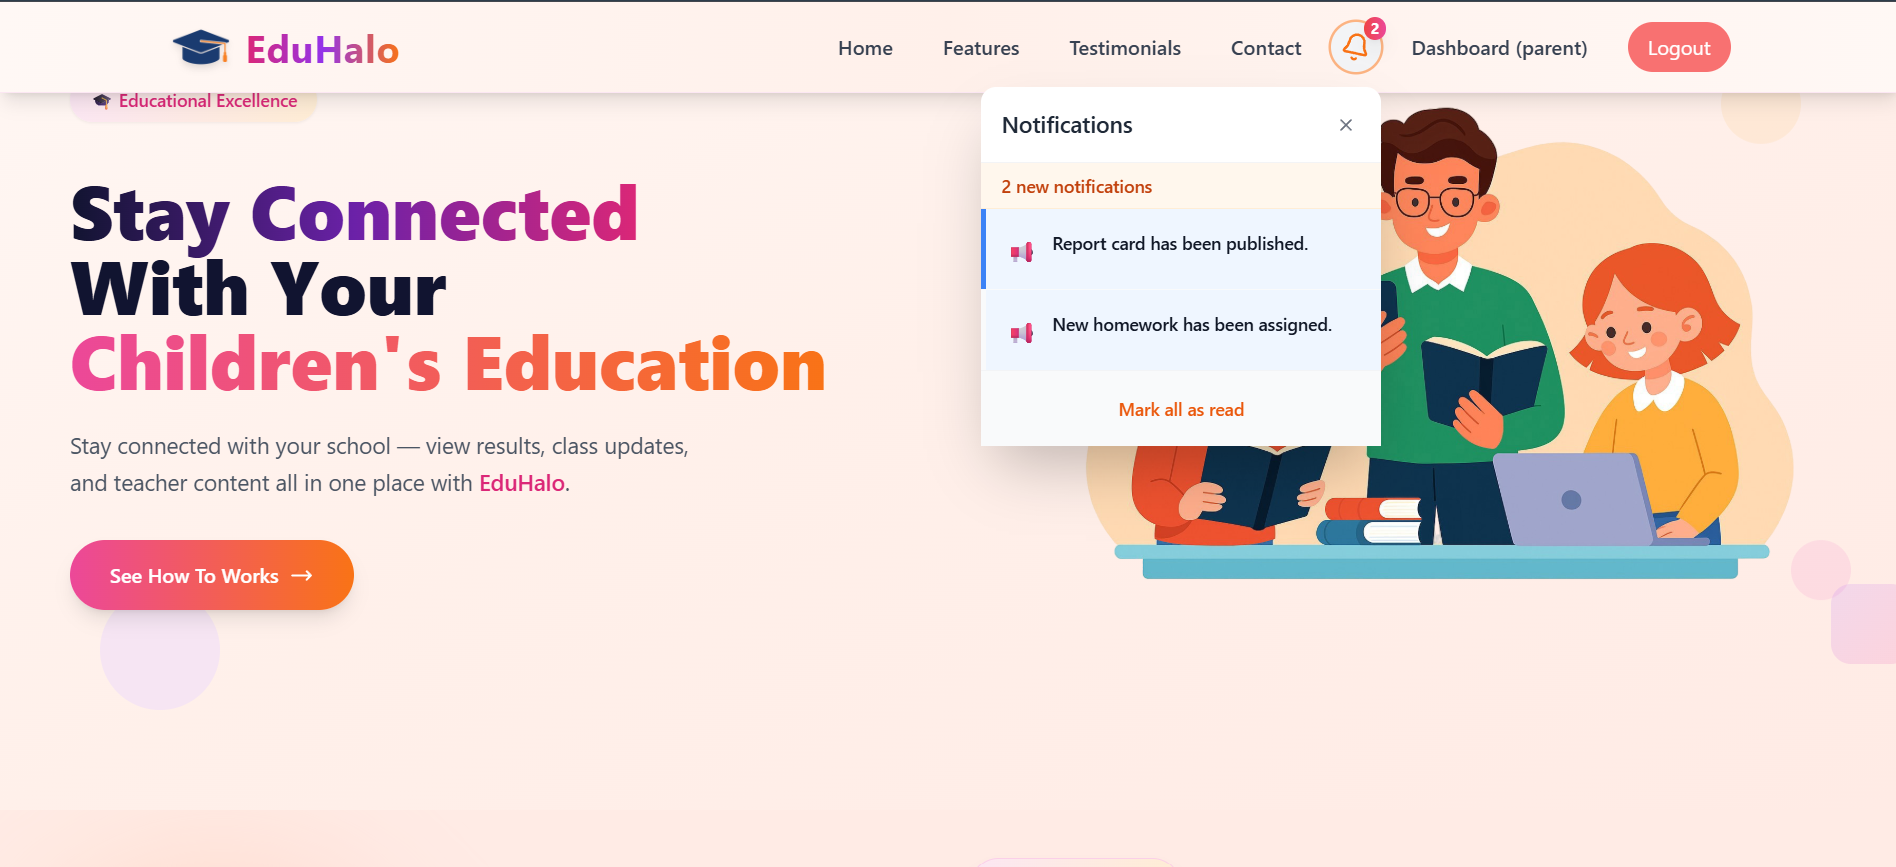 EduHalo
Home
Features
Testimonials
Contact
2
Dashboard (parent)
Logout
Educational Excellence
Stay Connected
With Your
Children's Education
Stay connected with your school — view results, class updates,
and teacher content all in one place with EduHalo.
See How To Works →
Notifications
2 new notifications
Report card has been published.
New homework has been assigned.
Mark all as read